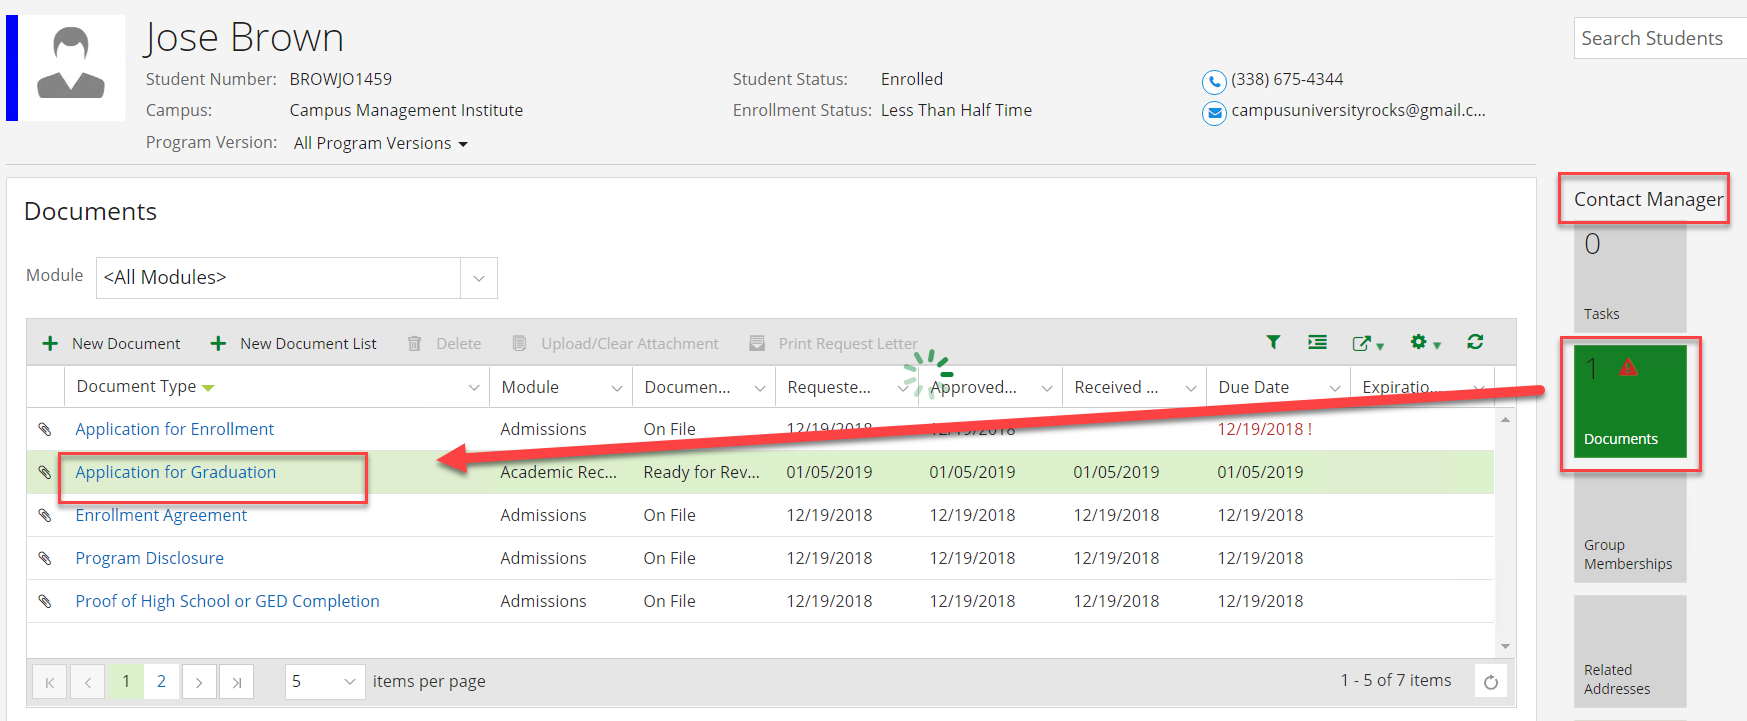 Jose Brown
Search Students
Student Number: BROWJO1459 Student Status: Enrolled (338) 675-4344
Campus: Campus Management Institute Enrollment Status: Less Than Half Time campusuniversityrocks@gmail.c...
Program Version: All Program Versions
Documents
Module <All Modules>
New Document New Document List Delete Upload/Clear Attachment Print Request Letter
Document Type Module Documen... Requeste... Approved... Received ... Due Date Expiratio...
Application for Enrollment Admissions On File 12/19/2018 12/19/2018 12/19/2018 !
Application for Graduation Academic Rec... Ready for Rev... 01/05/2019 01/05/2019 01/05/2019 01/05/2019
Enrollment Agreement Admissions On File 12/19/2018 12/19/2018 12/19/2018 12/19/2018
Program Disclosure Admissions On File 12/19/2018 12/19/2018 12/19/2018 12/19/2018
Proof of High School or GED Completion Admissions On File 12/19/2018 12/19/2018 12/19/2018 12/19/2018
1 2 5 items per page 1 - 5 of 7 items
Contact Manager
0
Tasks
1
Documents
Group
Memberships
Related
Addresses